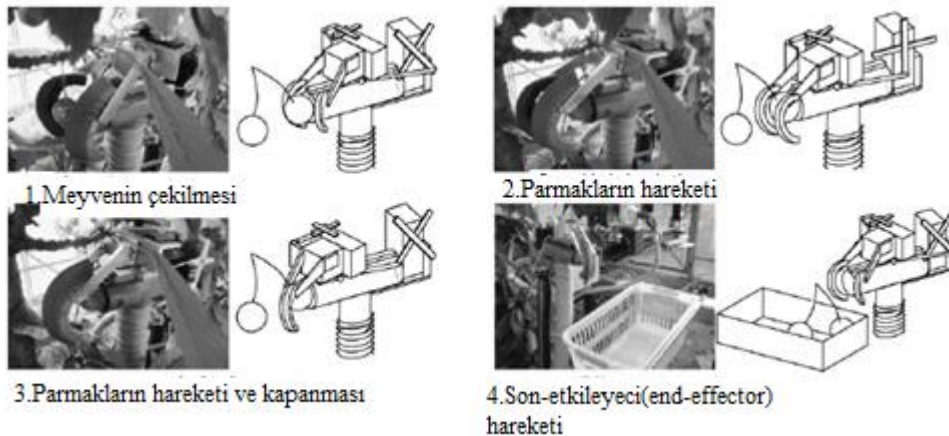 1.Meyvenin çekilmesi
2.Parmakların hareketi
3.Parmakların hareketi ve kapanması
4.Son-etkileyeci(end-effector)
hareketi